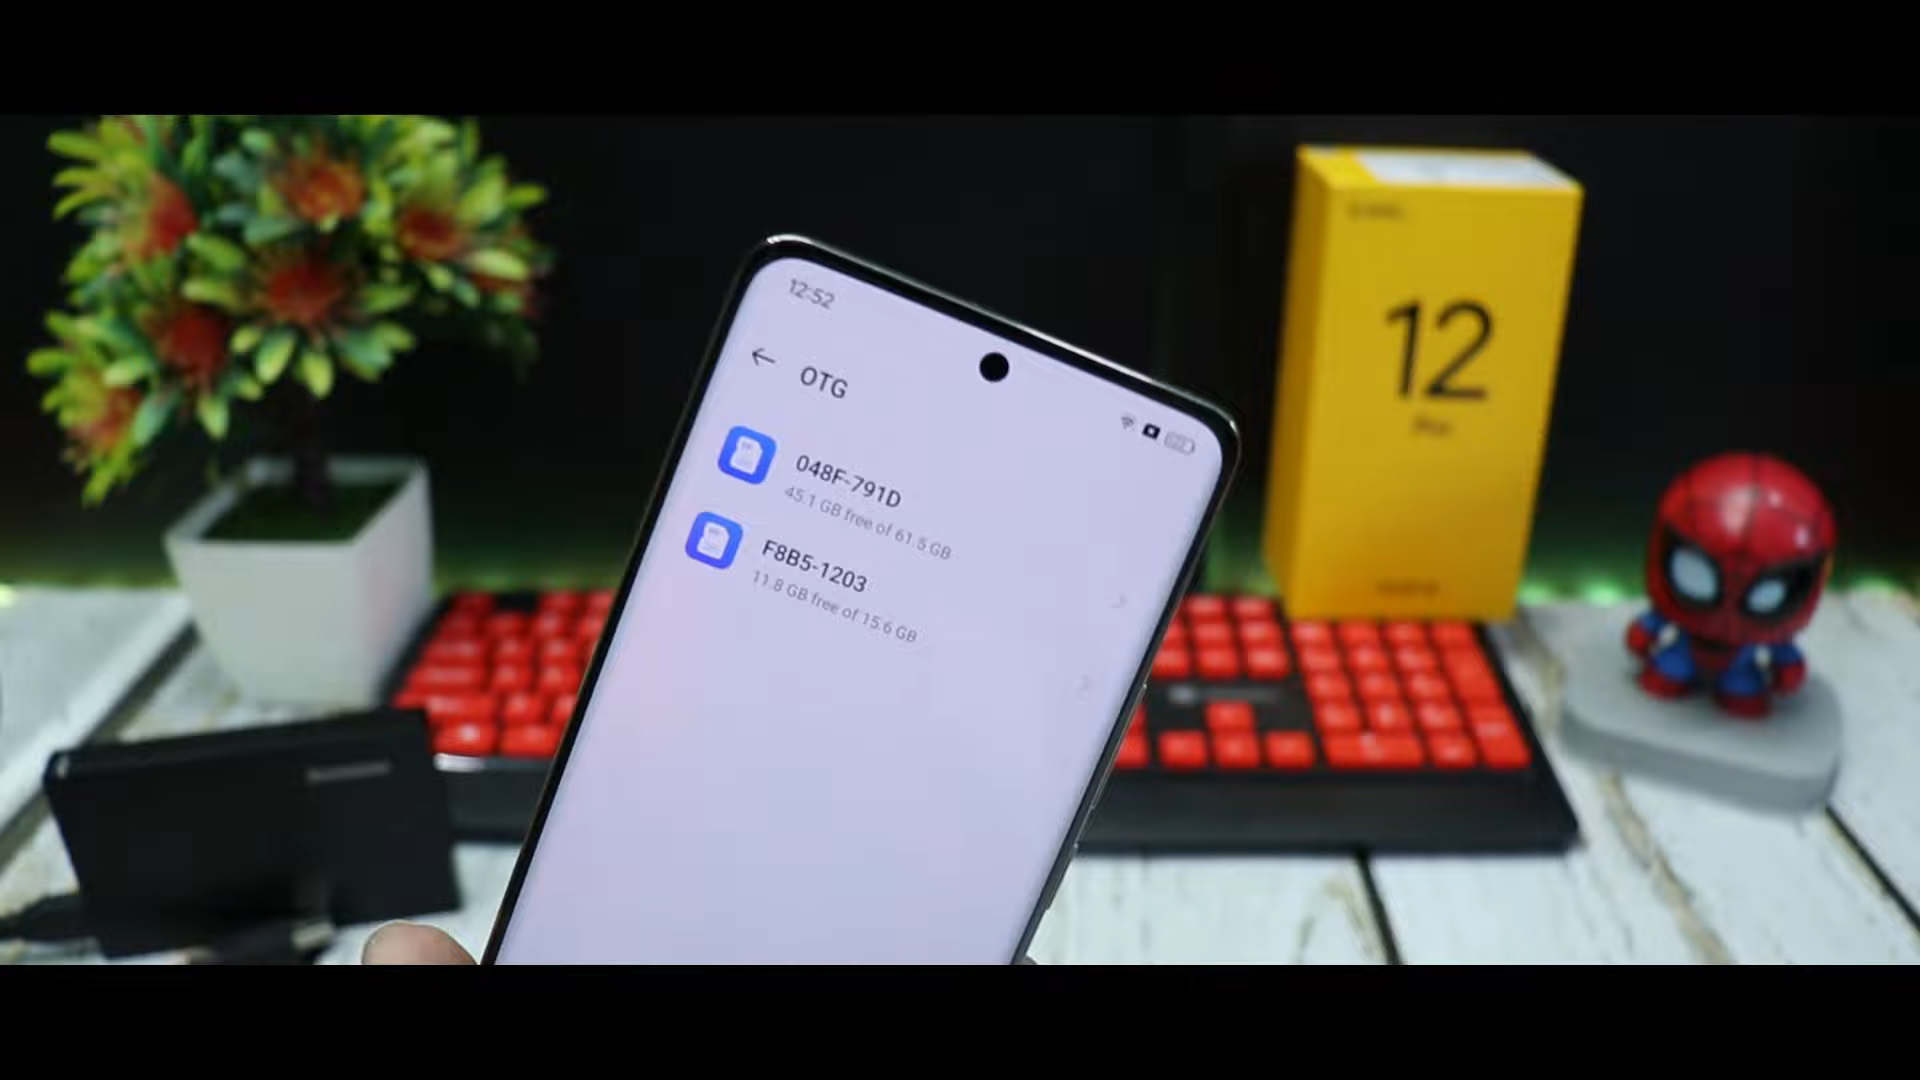 12:52
OTG
048F-791D
45.1 GB free of 61.5 GB
F8B5-1203
11.8 GB free of 15.6 GB
12